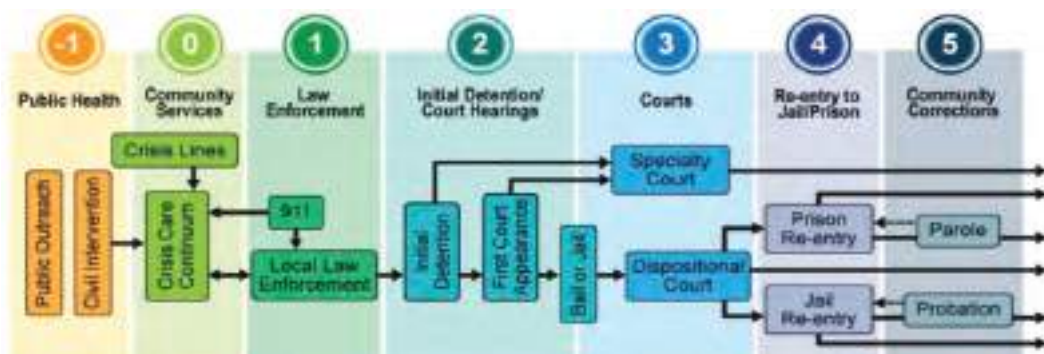 -1
0
1
2
3
4
5
Public Health
Community
Services
Law
Enforcement
Initial Detention/
Court Hearings
Courts
Re-entry to
Jail/Prison
Community
Corrections
Crisis Lines
Public Outreach
Civil Intervention
Crisis Care
Continuum
911
Local Law
Enforcement
Initial
Detention
First Court
Appearance
Bail or Jail
Specialty
Court
Dispositional
Court
Prison
Re-entry
Jail
Re-entry
Parole
Probation